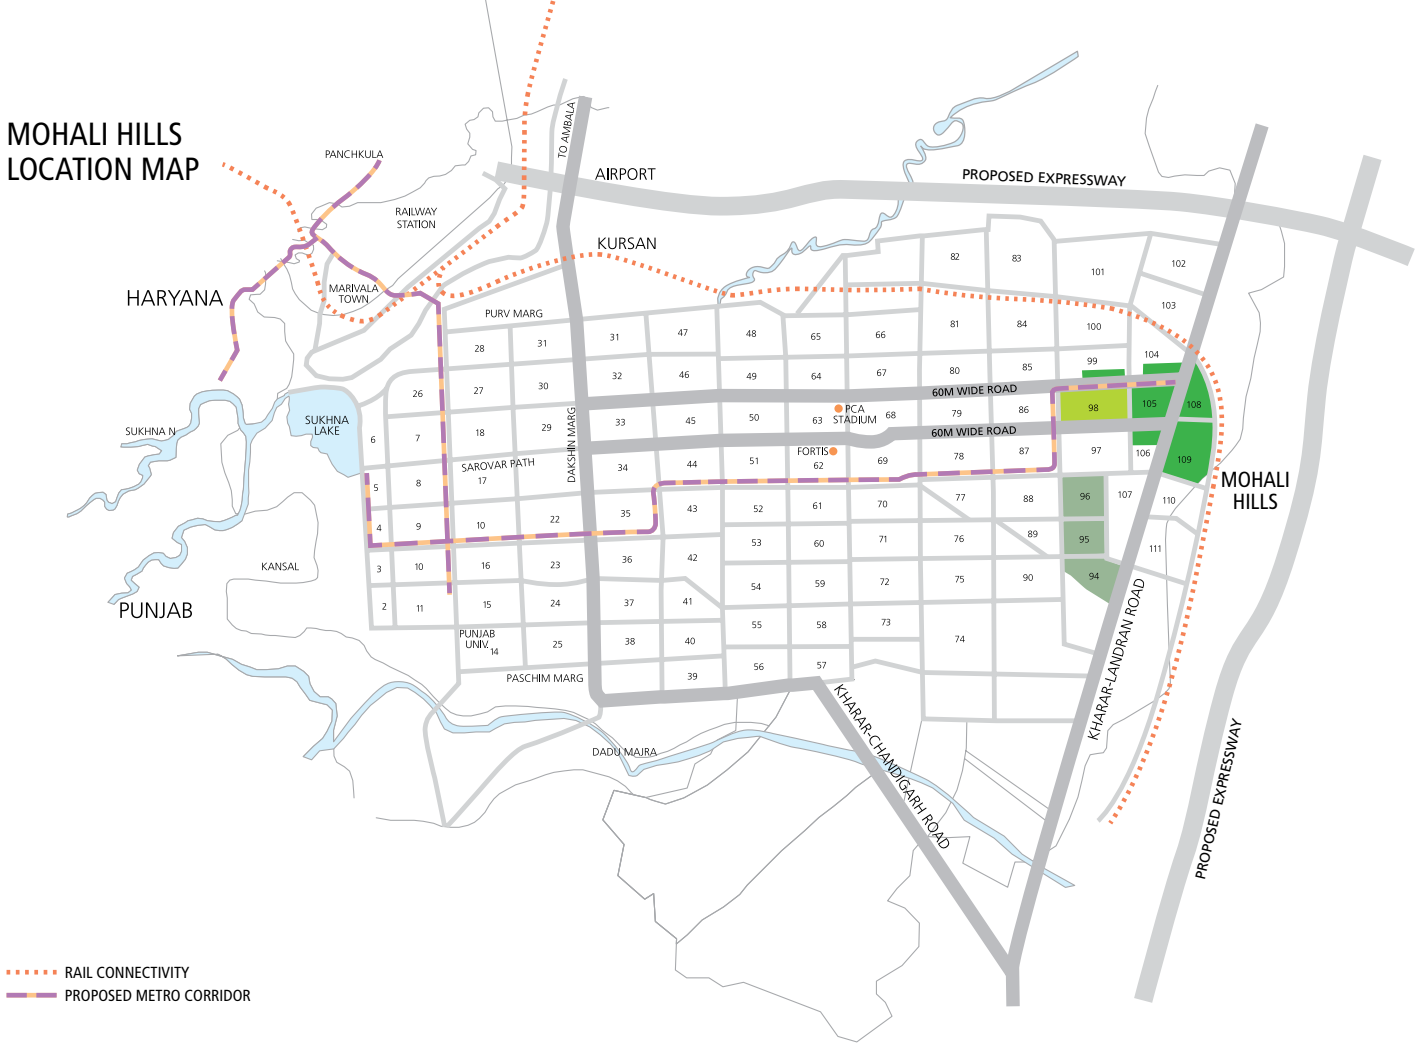 MOHALI HILLS
LOCATION MAP
PANCHKULA
TO AMBALA
AIRPORT
PROPOSED EXPRESSWAY
RAILWAY
STATION
KURSAN
HARYANA
MARIVALA
TOWN
PURV MARG
82
83
101
102
103
28
31
31
47
48
65
66
81
84
100
99
104
26
27
30
32
46
49
64
67
80
85
60M WIDE ROAD
98
105
108
PCA
STADIUM
SUKHNA N
SUKHNA
LAKE
6
7
18
29
DAKSHIN MARG
33
45
50
63
68
79
86
60M WIDE ROAD
FORTIS
SAROVAR PATH
17
34
44
51
62
69
78
87
97
106
109
MOHALI
HILLS
5
8
4
9
10
22
35
43
52
61
70
77
88
96
107
110
3
10
16
23
36
42
53
60
71
76
89
95
111
KANSAL
PUNJAB
2
11
15
24
37
41
54
59
72
75
90
94
PUNJAB
UNIV.
14
25
38
40
55
58
73
74
PASCHIM MARG
39
56
57
KHARAR-LANDRAN ROAD
KHARAR-CHANDIGARH ROAD
DADU MAJRA
PROPOSED EXPRESSWAY
RAIL CONNECTIVITY
PROPOSED METRO CORRIDOR